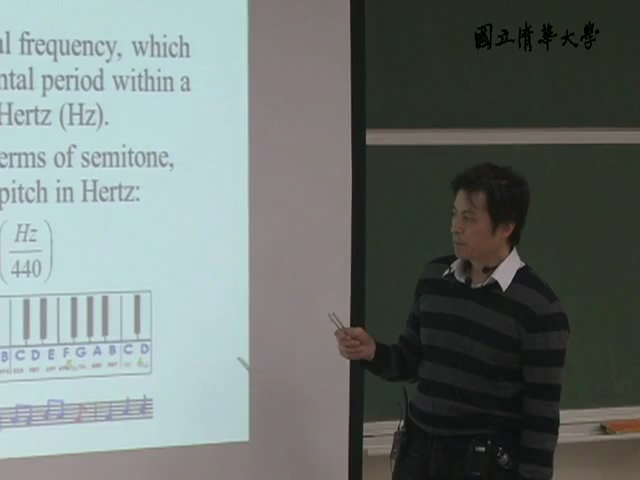 國立清華大學
al frequency, which
ntal period within a
Hertz (Hz).
erms of semitone,
pitch in Hertz:
(Hz/440)
B C D E F G A B C D